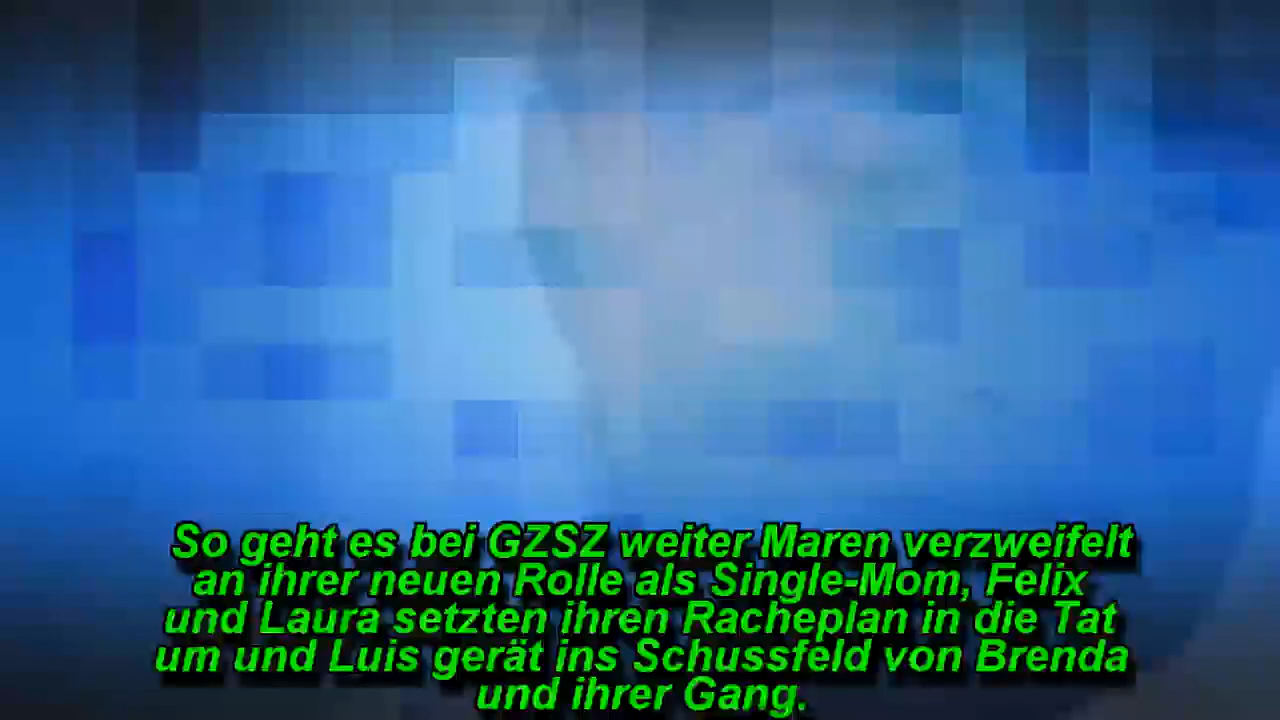 So geht es bei GZSZ weiter Maren verzweifelt
an ihrer neuen Rolle als Single-Mom, Felix
und Laura setzten ihren Racheplan in die Tat
um und Luis gerät ins Schussfeld von Brenda
und ihrer Gang.